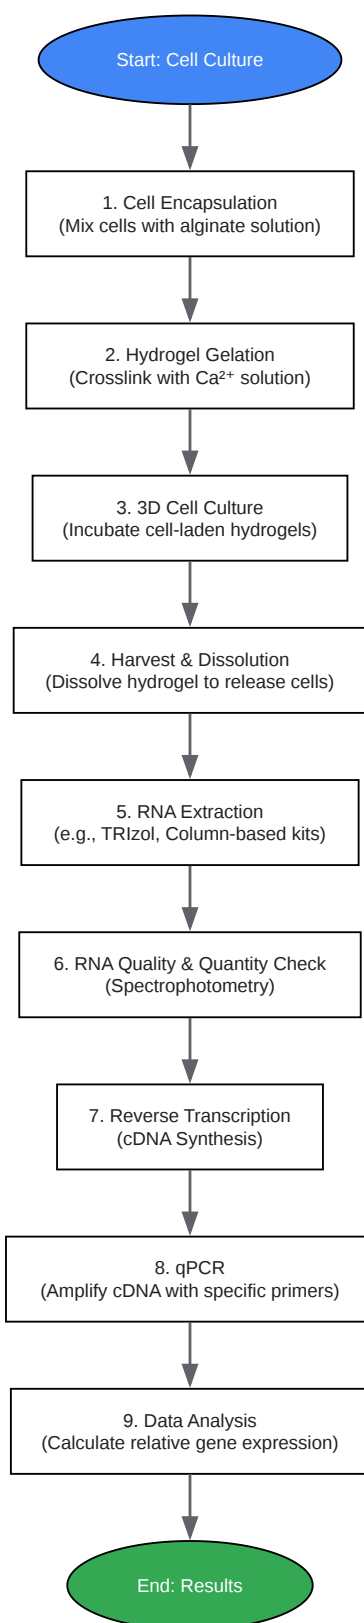 Start: Cell Culture
1. Cell Encapsulation
(Mix cells with alginate solution)
2. Hydrogel Gelation
(Crosslink with Ca²⁺ solution)
3. 3D Cell Culture
(Incubate cell-laden hydrogels)
4. Harvest & Dissolution
(Dissolve hydrogel to release cells)
5. RNA Extraction
(e.g., TRIzol, Column-based kits)
6. RNA Quality & Quantity Check
(Spectrophotometry)
7. Reverse Transcription
(cDNA Synthesis)
8. qPCR
(Amplify cDNA with specific primers)
9. Data Analysis
(Calculate relative gene expression)
End: Results